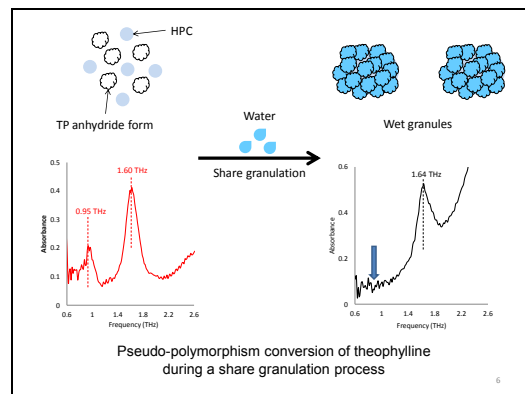 HPC
TP anhydride form
Water
Share granulation
Wet granules
0.5
0.4
0.3
0.2
0.1
0
Absorbance
0.95 THz
1.60 THz
0.6 1 1.4 1.8 2.2 2.6
Frequency (THz)
0.6
0.4
0.2
0
Absorbance
1.64 THz
0.6 1 1.4 1.8 2.2 2.6
Frequency (THz)
Pseudo-polymorphism conversion of theophylline
during a share granulation process
6